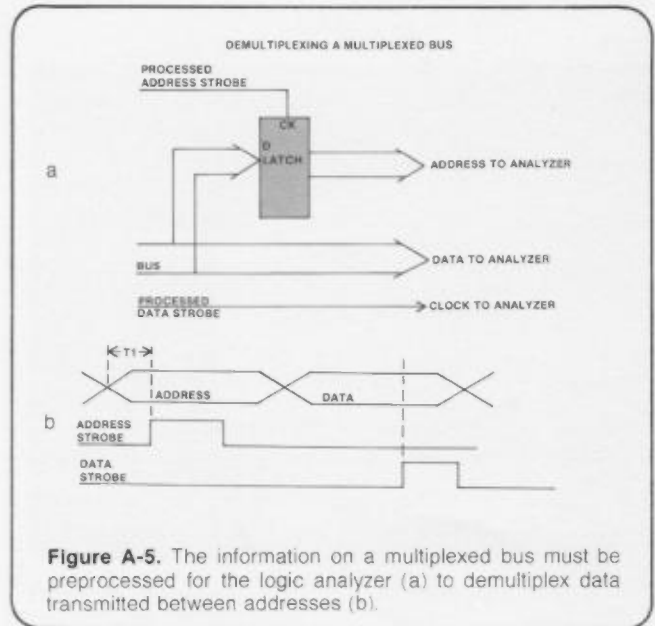 DEMULTIPLEXING A MULTIPLEXED BUS
PROCESSED
ADDRESS STROBE
CK
D
LATCH
a
ADDRESS TO ANALYZER
DATA TO ANALYZER
BUS
PROCESSED
DATA STROBE
CLOCK TO ANALYZER
T1
ADDRESS
DATA
b
ADDRESS
STROBE
DATA
STROBE
Figure A-5. The information on a multiplexed bus must be
preprocessed for the logic analyzer (a) to demultiplex data
transmitted between addresses (b).